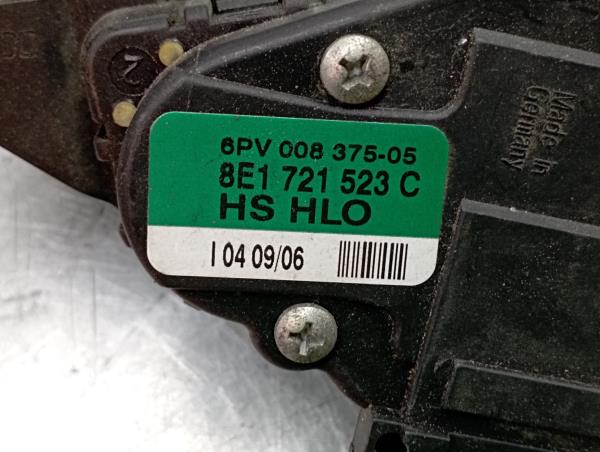 6PV 008 375-05
8E1 721 523 C
HS HLO
I 04 09/06
Made in
Germany